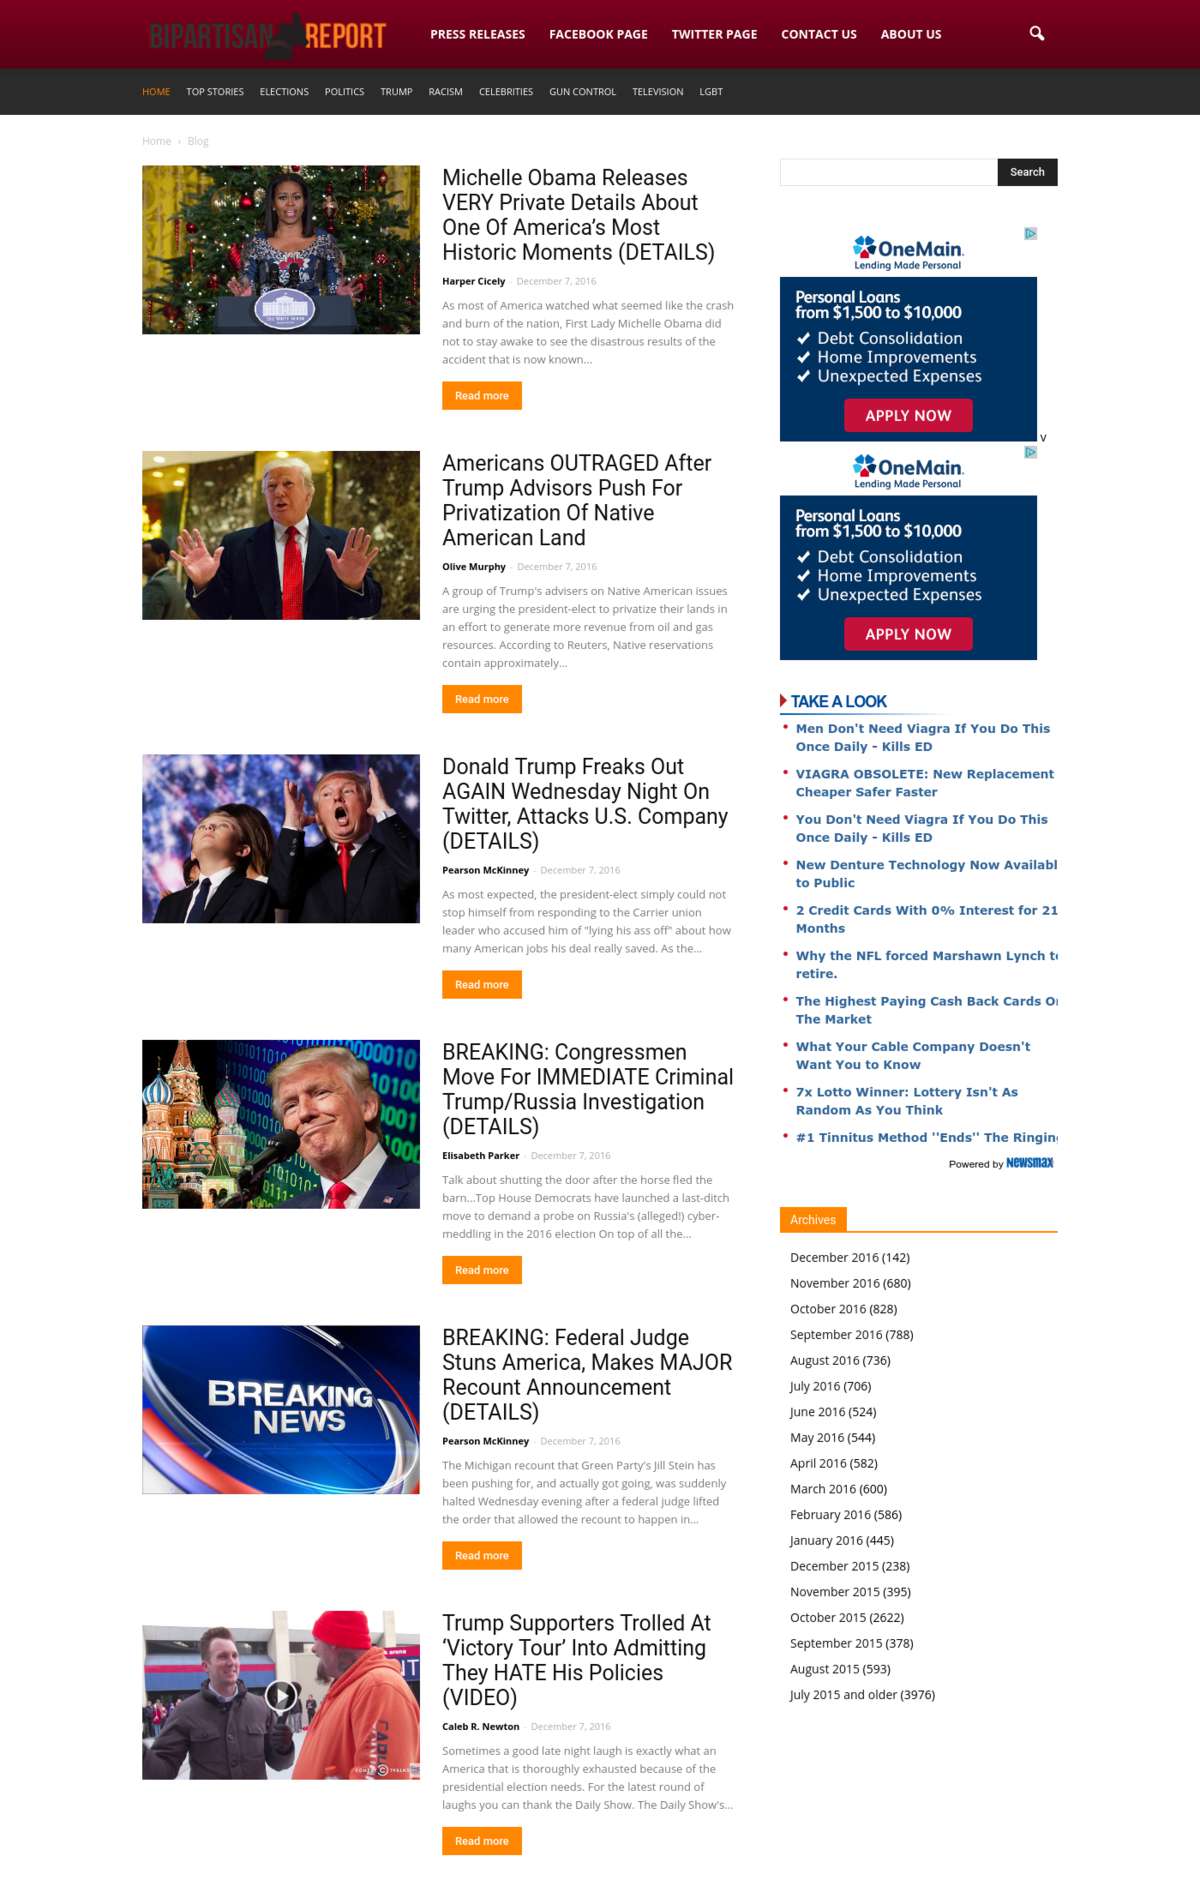 BIPARTISAN REPORT
PRESS RELEASES FACEBOOK PAGE TWITTER PAGE CONTACT US ABOUT US
HOME TOP STORIES ELECTIONS POLITICS TRUMP RACISM CELEBRITIES GUN CONTROL TELEVISION LGBT
Home › Blog
Michelle Obama Releases
VERY Private Details About
One Of America’s Most
Historic Moments (DETAILS)
Harper Cicely - December 7, 2016
As most of America watched what seemed like the crash
and burn of the nation, First Lady Michelle Obama did
not to stay awake to see the disastrous results of the
accident that is now known...
Read more
Americans OUTRAGED After
Trump Advisors Push For
Privatization Of Native
American Land
Olive Murphy - December 7, 2016
A group of Trump's advisers on Native American issues
are urging the president-elect to privatize their lands in
an effort to generate more revenue from oil and gas
resources. According to Reuters, Native reservations
contain approximately...
Read more
Donald Trump Freaks Out
AGAIN Wednesday Night On
Twitter, Attacks U.S. Company
(DETAILS)
Pearson McKinney - December 7, 2016
As most expected, the president-elect simply could not
stop himself from responding to the Carrier union
leader who accused him of "lying his ass off" about how
many American jobs his deal really saved. As the...
Read more
BREAKING: Congressmen
Move For IMMEDIATE Criminal
Trump/Russia Investigation
(DETAILS)
Elisabeth Parker - December 7, 2016
Talk about shutting the door after the horse fled the
barn...Top House Democrats have launched a last-ditch
move to demand a probe on Russia's (alleged!) cyber-
meddling in the 2016 election On top of all the...
Read more
BREAKING
NEWS
BREAKING: Federal Judge
Stuns America, Makes MAJOR
Recount Announcement
(DETAILS)
Pearson McKinney - December 7, 2016
The Michigan recount that Green Party's Jill Stein has
been pushing for, and actually got going, was suddenly
halted Wednesday evening after a federal judge lifted
the order that allowed the recount to happen in...
Read more
Trump Supporters Trolled At
‘Victory Tour’ Into Admitting
They HATE His Policies
(VIDEO)
Caleb R. Newton - December 7, 2016
Sometimes a good late night laugh is exactly what an
America that is thoroughly exhausted because of the
presidential election needs. For the latest round of
laughs you can thank the Daily Show. The Daily Show's...
Read more
Search
OneMain.
Lending Made Personal
Personal Loans
from $1,500 to $10,000
Debt Consolidation
Home Improvements
Unexpected Expenses
APPLY NOW
V
OneMain.
Lending Made Personal
Personal Loans
from $1,500 to $10,000
Debt Consolidation
Home Improvements
Unexpected Expenses
APPLY NOW
TAKE A LOOK
• Men Don't Need Viagra If You Do This
Once Daily - Kills ED
• VIAGRA OBSOLETE: New Replacement
Cheaper Safer Faster
• You Don't Need Viagra If You Do This
Once Daily - Kills ED
• New Denture Technology Now Availabl
to Public
• 2 Credit Cards With 0% Interest for 21
Months
• Why the NFL forced Marshawn Lynch to
retire.
• The Highest Paying Cash Back Cards On
The Market
• What Your Cable Company Doesn't
Want You to Know
• 7x Lotto Winner: Lottery Isn't As
Random As You Think
• #1 Tinnitus Method ''Ends'' The Ringing
Powered by Newsmax
Archives
December 2016 (142)
November 2016 (680)
October 2016 (828)
September 2016 (788)
August 2016 (736)
July 2016 (706)
June 2016 (524)
May 2016 (544)
April 2016 (582)
March 2016 (600)
February 2016 (586)
January 2016 (445)
December 2015 (238)
November 2015 (395)
October 2015 (2622)
September 2015 (378)
August 2015 (593)
July 2015 and older (3976)